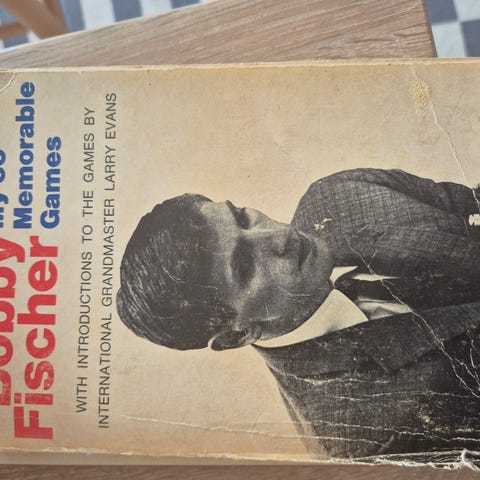 Bobby
Fischer
My 60
Memorable
Games
WITH INTRODUCTIONS TO THE GAMES BY
INTERNATIONAL GRANDMASTER LARRY EVANS